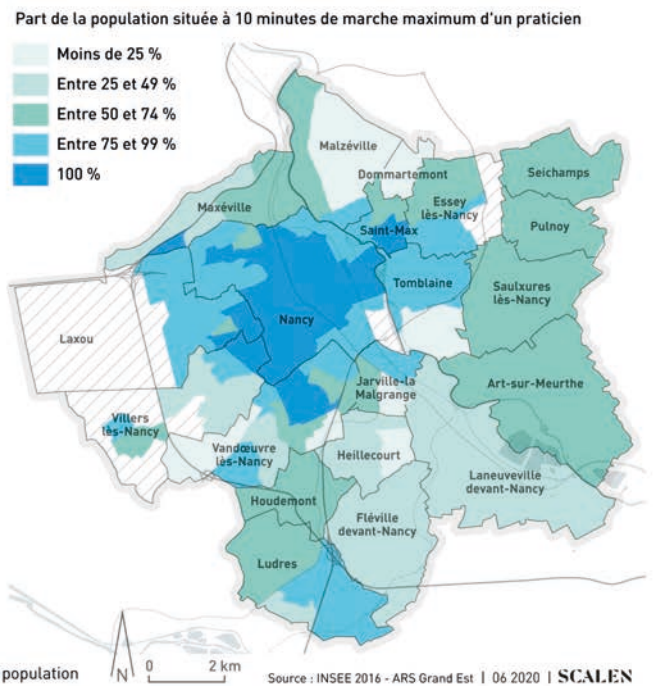 Part de la population située à 10 minutes de marche maximum d'un praticien
Moins de 25 %
Entre 25 et 49 %
Entre 50 et 74 %
Entre 75 et 99 %
100 %
Malzéville
Dommartemont
Seichamps
Maxéville
Essey
lès-Nancy
Saint-Max
Pulnoy
Tomblaine
Saulxures
lès-Nancy
Laxou
Nancy
Jarville-la
Malgrange
Art-sur-Meurthe
Villers
lès-Nancy
Vandœuvre
lès-Nancy
Heillecourt
Laneuveville
devant-Nancy
Houdemont
Fléville
devant-Nancy
Ludres
population
N
0
2 km
Source : INSEE 2016 - ARS Grand Est | 06 2020 | SCALEN